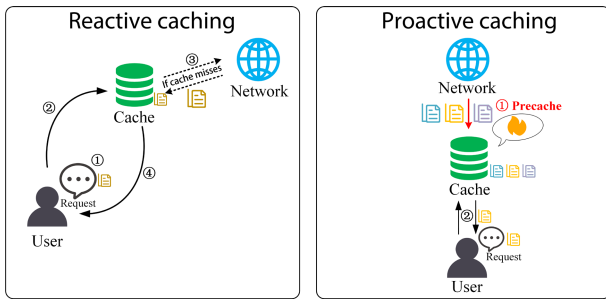 Reactive caching
③
If cache misses
Network
②
Cache
①
④
Request
User
Proactive caching
Network
① Precache
Cache
②
Request
User